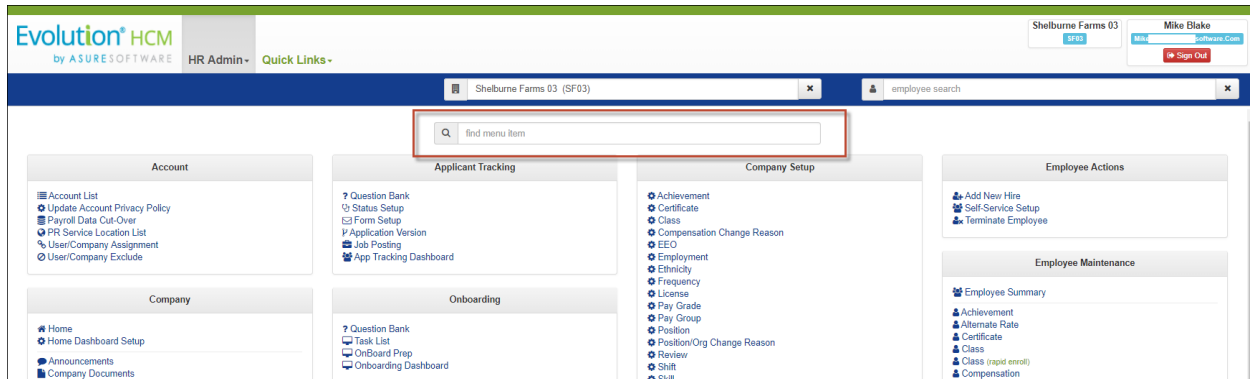 Evolution® HCM
by ASURESOFTWARE
HR Admin
Quick Links
Shelburne Farms 03
SF03
Mike Blake
Mike software.Com
Sign Out
Shelburne Farms 03 (SF03)
employee search
find menu item
Account
Account List
Update Account Privacy Policy
Payroll Data Cut-Over
PR Service Location List
User/Company Assignment
User/Company Exclude
Company
Home
Home Dashboard Setup
Announcements
Company Documents
Applicant Tracking
? Question Bank
Status Setup
Form Setup
Application Version
Job Posting
App Tracking Dashboard
Onboarding
? Question Bank
Task List
OnBoard Prep
Onboarding Dashboard
Company Setup
Achievement
Certificate
Class
Compensation Change Reason
EEO
Employment
Ethnicity
Frequency
License
Pay Grade
Pay Group
Position
Position/Org Change Reason
Review
Shift
Skill
Employee Actions
Add New Hire
Self-Service Setup
Terminate Employee
Employee Maintenance
Employee Summary
Achievement
Alternate Rate
Certificate
Class
Class (rapid enroll)
Compensation